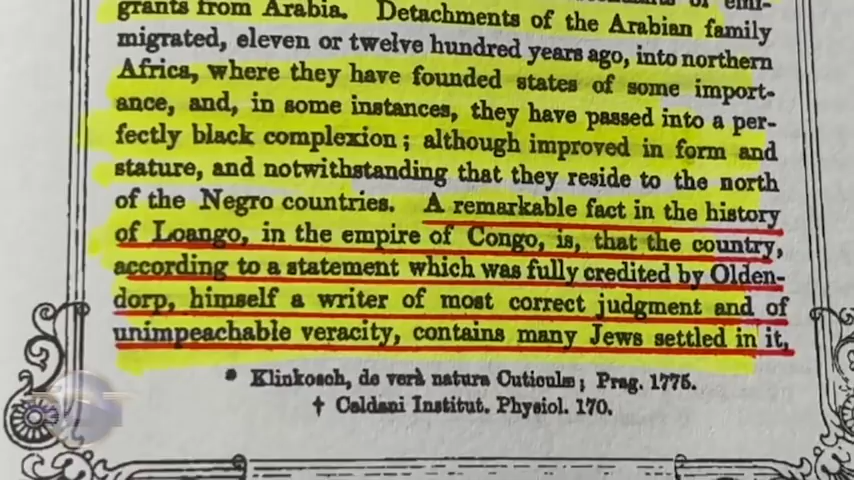 grants from Arabia. Detachments of the Arabian family
migrated, eleven or twelve hundred years ago, into northern
Africa, where they have founded states of some import-
ance, and, in some instances, they have passed into a per-
fectly black complexion; although improved in form and
stature, and notwithstanding that they reside to the north
of the Negro countries. A remarkable fact in the history
of Loango, in the empire of Congo, is, that the country,
according to a statement which was fully credited by Olden-
dorp, himself a writer of most correct judgment and of
unimpeachable veracity, contains many Jews settled in it,
* Klinkosch, de verà natura Cuticulæ; Prag. 1775.
† Caldani Institut. Physiol. 170.